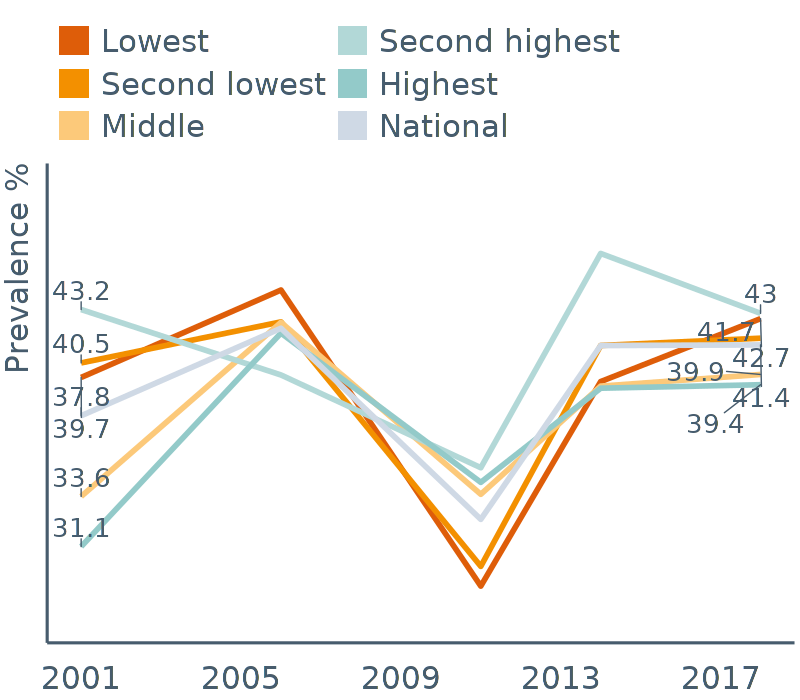 Lowest
Second lowest
Middle
Second highest
Highest
National
Prevalence %
43.2
40.5
37.8
39.7
33.6
31.1
43
41.7
42.7
39.9
41.4
39.4
2001 2005 2009 2013 2017